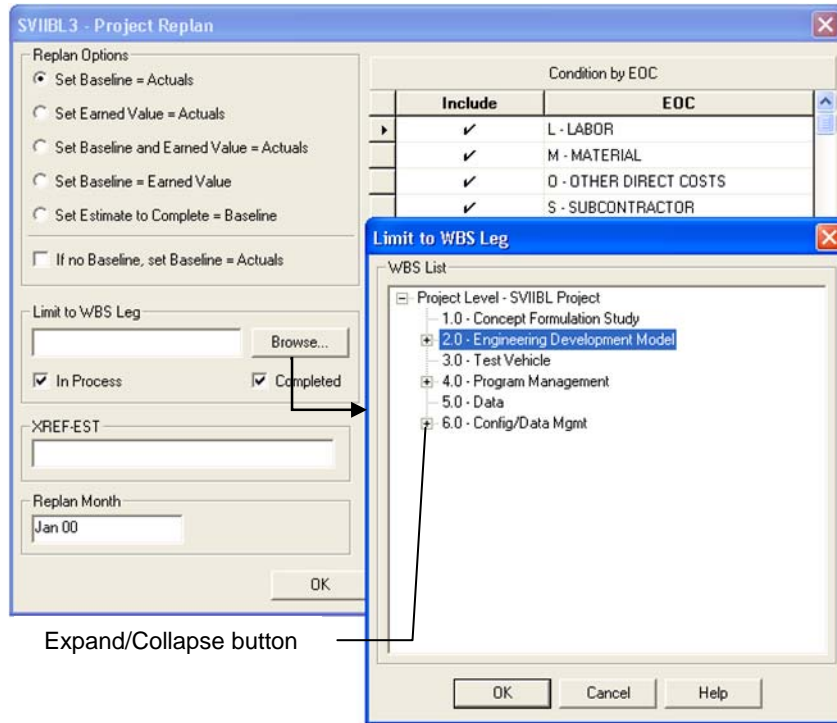 SVIIBL3 - Project Replan
Replan Options
Set Baseline = Actuals
Set Earned Value = Actuals
Set Baseline and Earned Value = Actuals
Set Baseline = Earned Value
Set Estimate to Complete = Baseline
If no Baseline, set Baseline = Actuals
Limit to WBS Leg
Browse...
In Process
Completed
XREF-EST
Replan Month
Jan 00
OK
Condition by EOC
Include EOC
L - LABOR
M - MATERIAL
O - OTHER DIRECT COSTS
S - SUBCONTRACTOR
Limit to WBS Leg
WBS List
Project Level - SVIIBL Project
1.0 - Concept Formulation Study
2.0 - Engineering Development Model
3.0 - Test Vehicle
4.0 - Program Management
5.0 - Data
6.0 - Config/Data Mgmt
OK Cancel Help
Expand/Collapse button